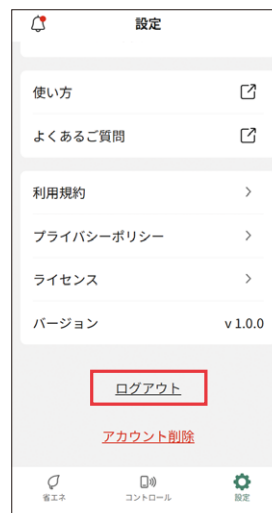 設定
使い方
よくあるご質問
利用規約
プライバシーポリシー
ライセンス
バージョン v 1.0.0
ログアウト
アカウント削除
省エネ コントロール 設定